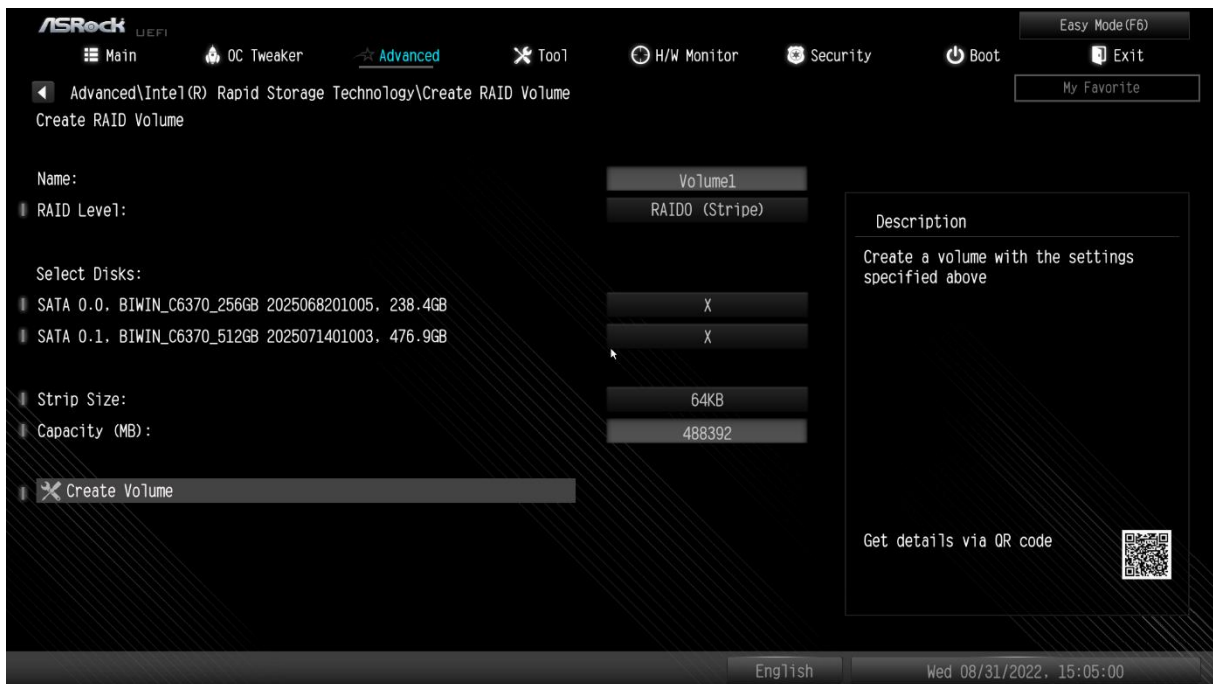 ASRock UEFI
Easy Mode(F6)
Main OC Tweaker Advanced Tool H/W Monitor Security Boot Exit
Advanced\Intel(R) Rapid Storage Technology\Create RAID Volume
My Favorite
Create RAID Volume
Name: Volume1
RAID Level: RAID0 (Stripe)
Description
Create a volume with the settings
specified above
Select Disks:
SATA 0.0, BIWIN_C6370_256GB 2025068201005, 238.4GB X
SATA 0.1, BIWIN_C6370_512GB 2025071401003, 476.9GB X
Strip Size: 64KB
Capacity (MB): 488392
Create Volume
Get details via QR code
English
Wed 08/31/2022, 15:05:00